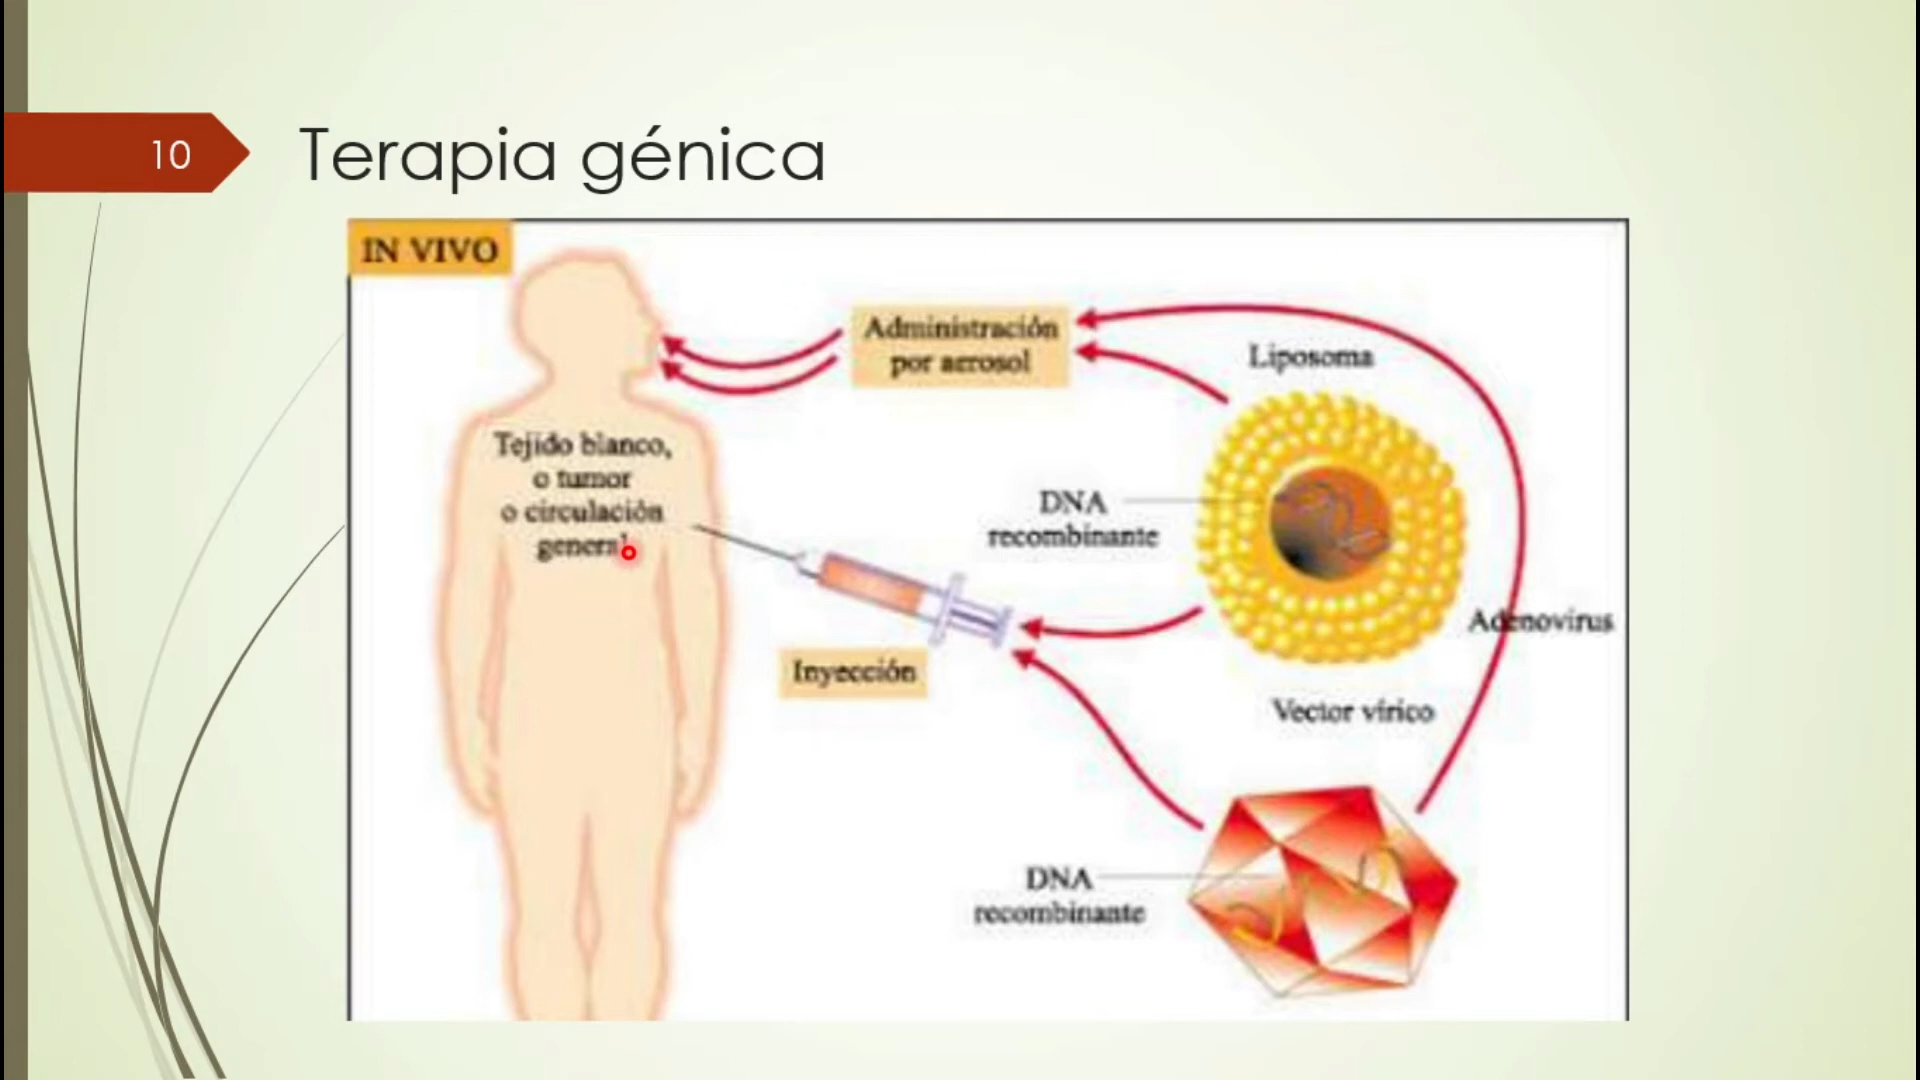 10
Terapia génica
IN VIVO
Administración
por aerosol
Liposoma
Tejido blanco,
o tumor
o circulación
general
DNA
recombinante
Adenovirus
Inyección
Vector vírico
DNA
recombinante